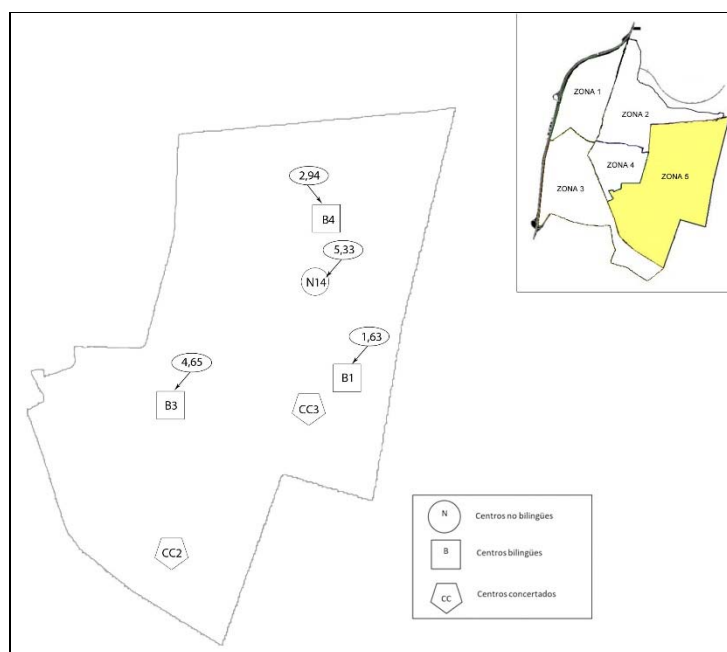 ZONA 1
ZONA 2
ZONA 4
ZONA 3
ZONA 5
2,94
B4
5,33
N14
1,63
B1
4,65
B3
CC3
CC2
N
Centros no bilingües
B
Centros bilingües
CC
Centros concertados